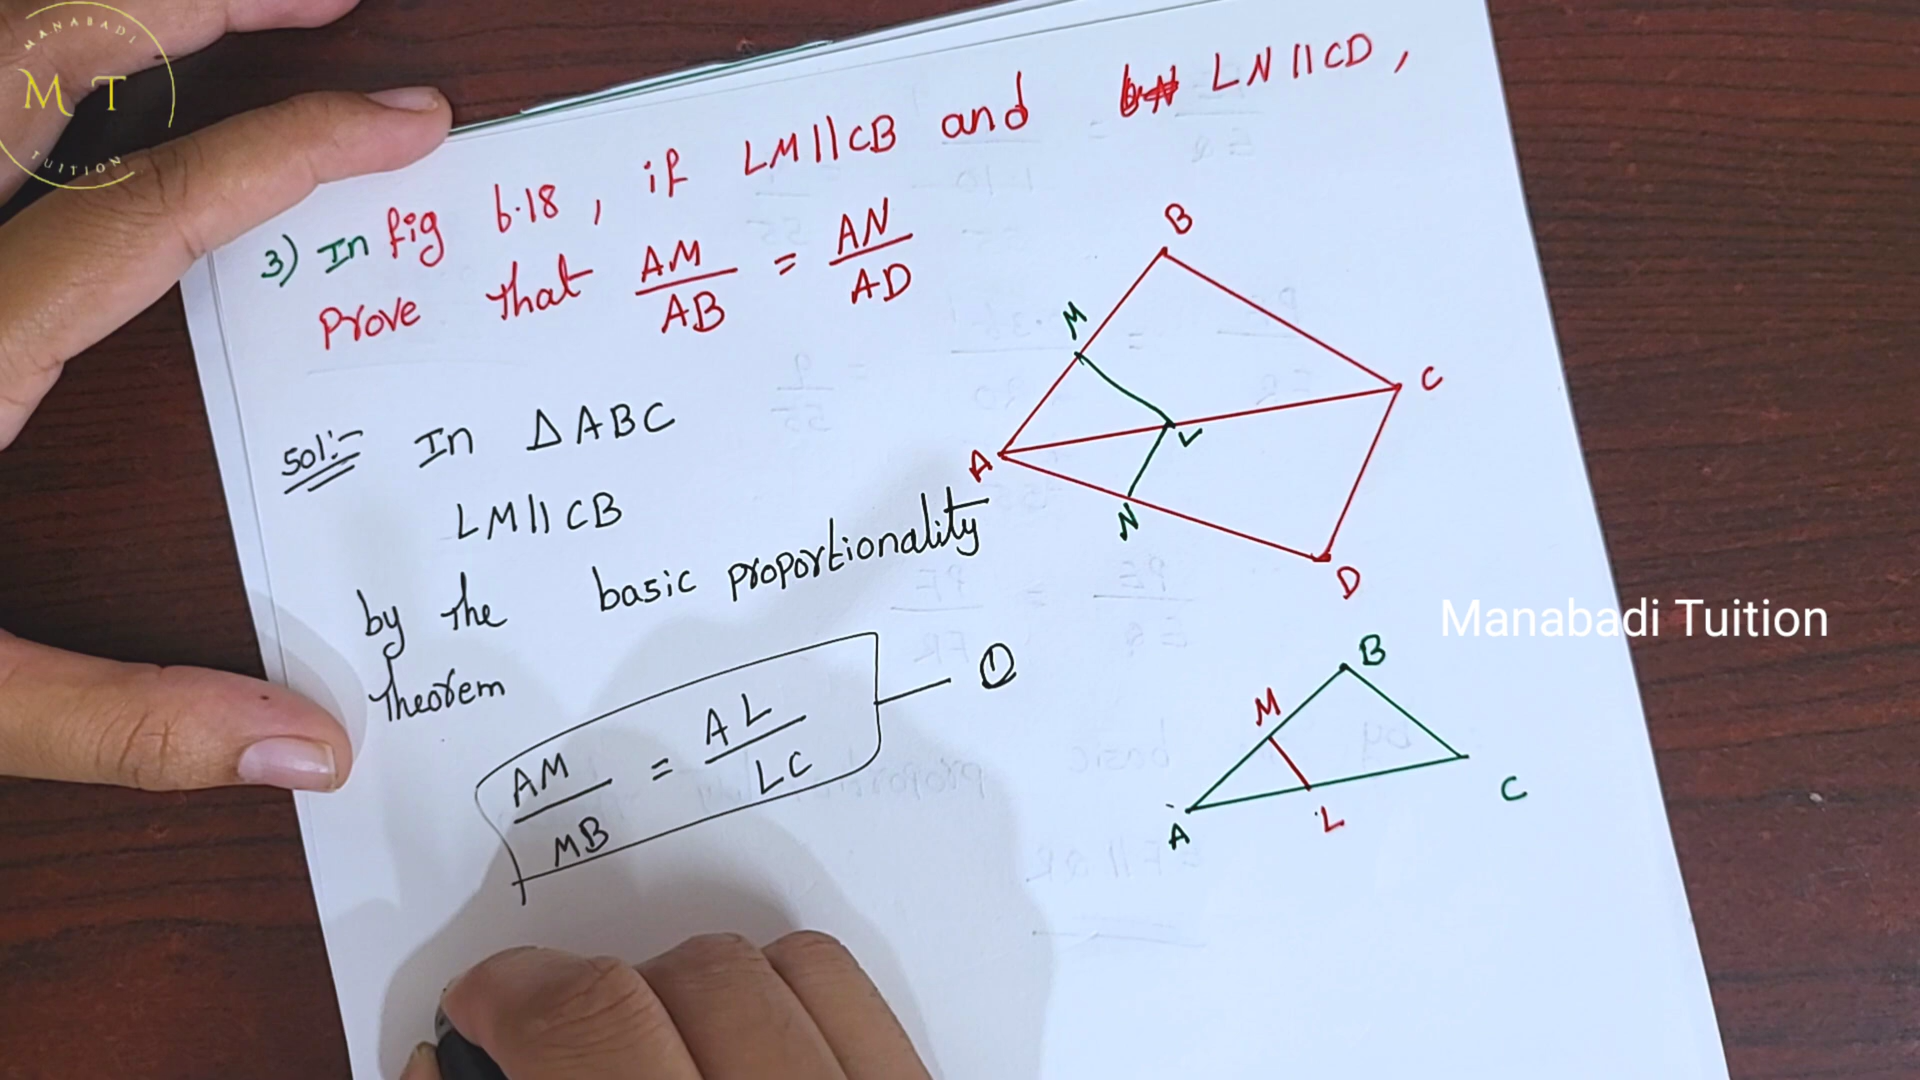 MANABADI
M T
TUITION
3) In fig 6.18, if LM||CB and LN||CD,
Prove that AM/AB = AN/AD
Sol:- In ΔABC
LM||CB
by the basic proportionality
Theorem
AM/MB = AL/LC — ①
B
M
C
A
L
N
D
Manabadi Tuition
B
M
A
L
C